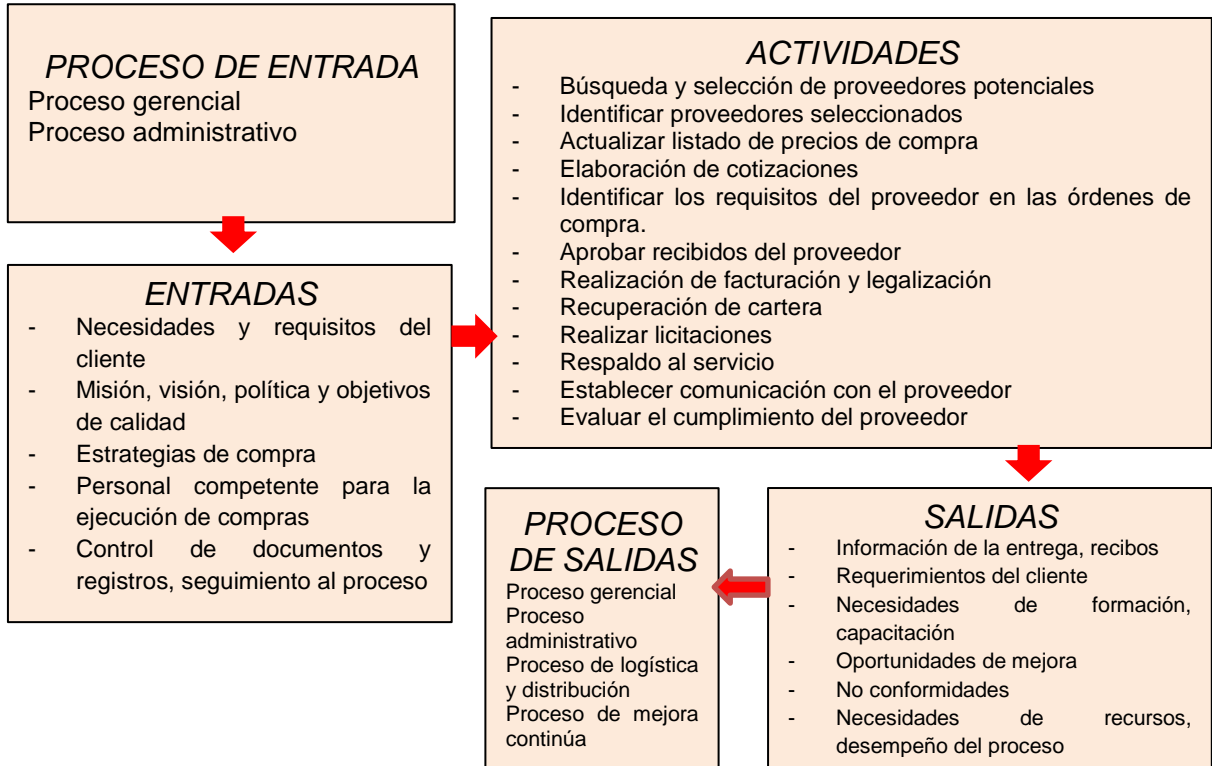 PROCESO DE ENTRADA
Proceso gerencial
Proceso administrativo
ENTRADAS
- Necesidades y requisitos del
cliente
- Misión, visión, política y objetivos
de calidad
- Estrategias de compra
- Personal competente para la
ejecución de compras
- Control de documentos y
registros, seguimiento al proceso
ACTIVIDADES
- Búsqueda y selección de proveedores potenciales
- Identificar proveedores seleccionados
- Actualizar listado de precios de compra
- Elaboración de cotizaciones
- Identificar los requisitos del proveedor en las órdenes de
compra.
- Aprobar recibidos del proveedor
- Realización de facturación y legalización
- Recuperación de cartera
- Realizar licitaciones
- Respaldo al servicio
- Establecer comunicación con el proveedor
- Evaluar el cumplimiento del proveedor
SALIDAS
- Información de la entrega, recibos
- Requerimientos del cliente
- Necesidades de formación,
capacitación
- Oportunidades de mejora
- No conformidades
- Necesidades de recursos,
desempeño del proceso
PROCESO
DE SALIDAS
Proceso gerencial
Proceso
administrativo
Proceso de logística
y distribución
Proceso de mejora
continúa